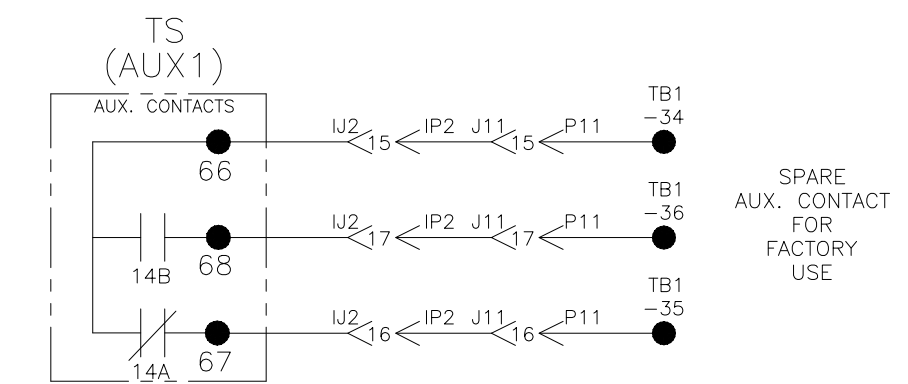 TS
(AUX1)
AUX. CONTACTS
66
IJ2
15
IP2
J11
15
P11
TB1
-34
14B
68
IJ2
17
IP2
J11
17
P11
TB1
-36
14A
67
IJ2
16
IP2
J11
16
P11
TB1
-35
SPARE
AUX. CONTACT
FOR
FACTORY
USE